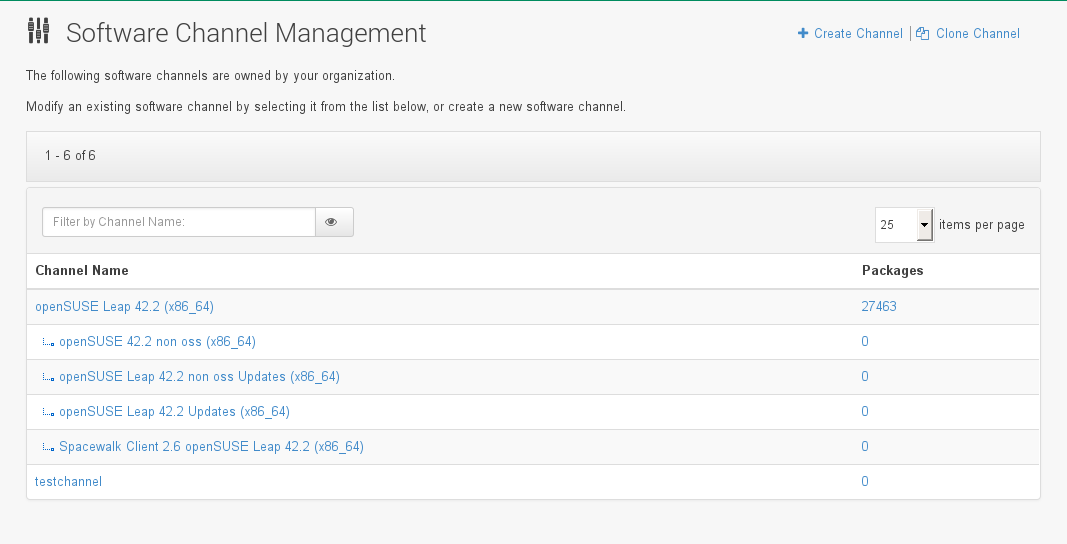 Software Channel Management
Create Channel | Clone Channel
The following software channels are owned by your organization.
Modify an existing software channel by selecting it from the list below, or create a new software channel.
1 - 6 of 6
Filter by Channel Name:
25 items per page
Channel Name Packages
openSUSE Leap 42.2 (x86_64) 27463
openSUSE 42.2 non oss (x86_64) 0
openSUSE Leap 42.2 non oss Updates (x86_64) 0
openSUSE Leap 42.2 Updates (x86_64) 0
Spacewalk Client 2.6 openSUSE Leap 42.2 (x86_64) 0
testchannel 0